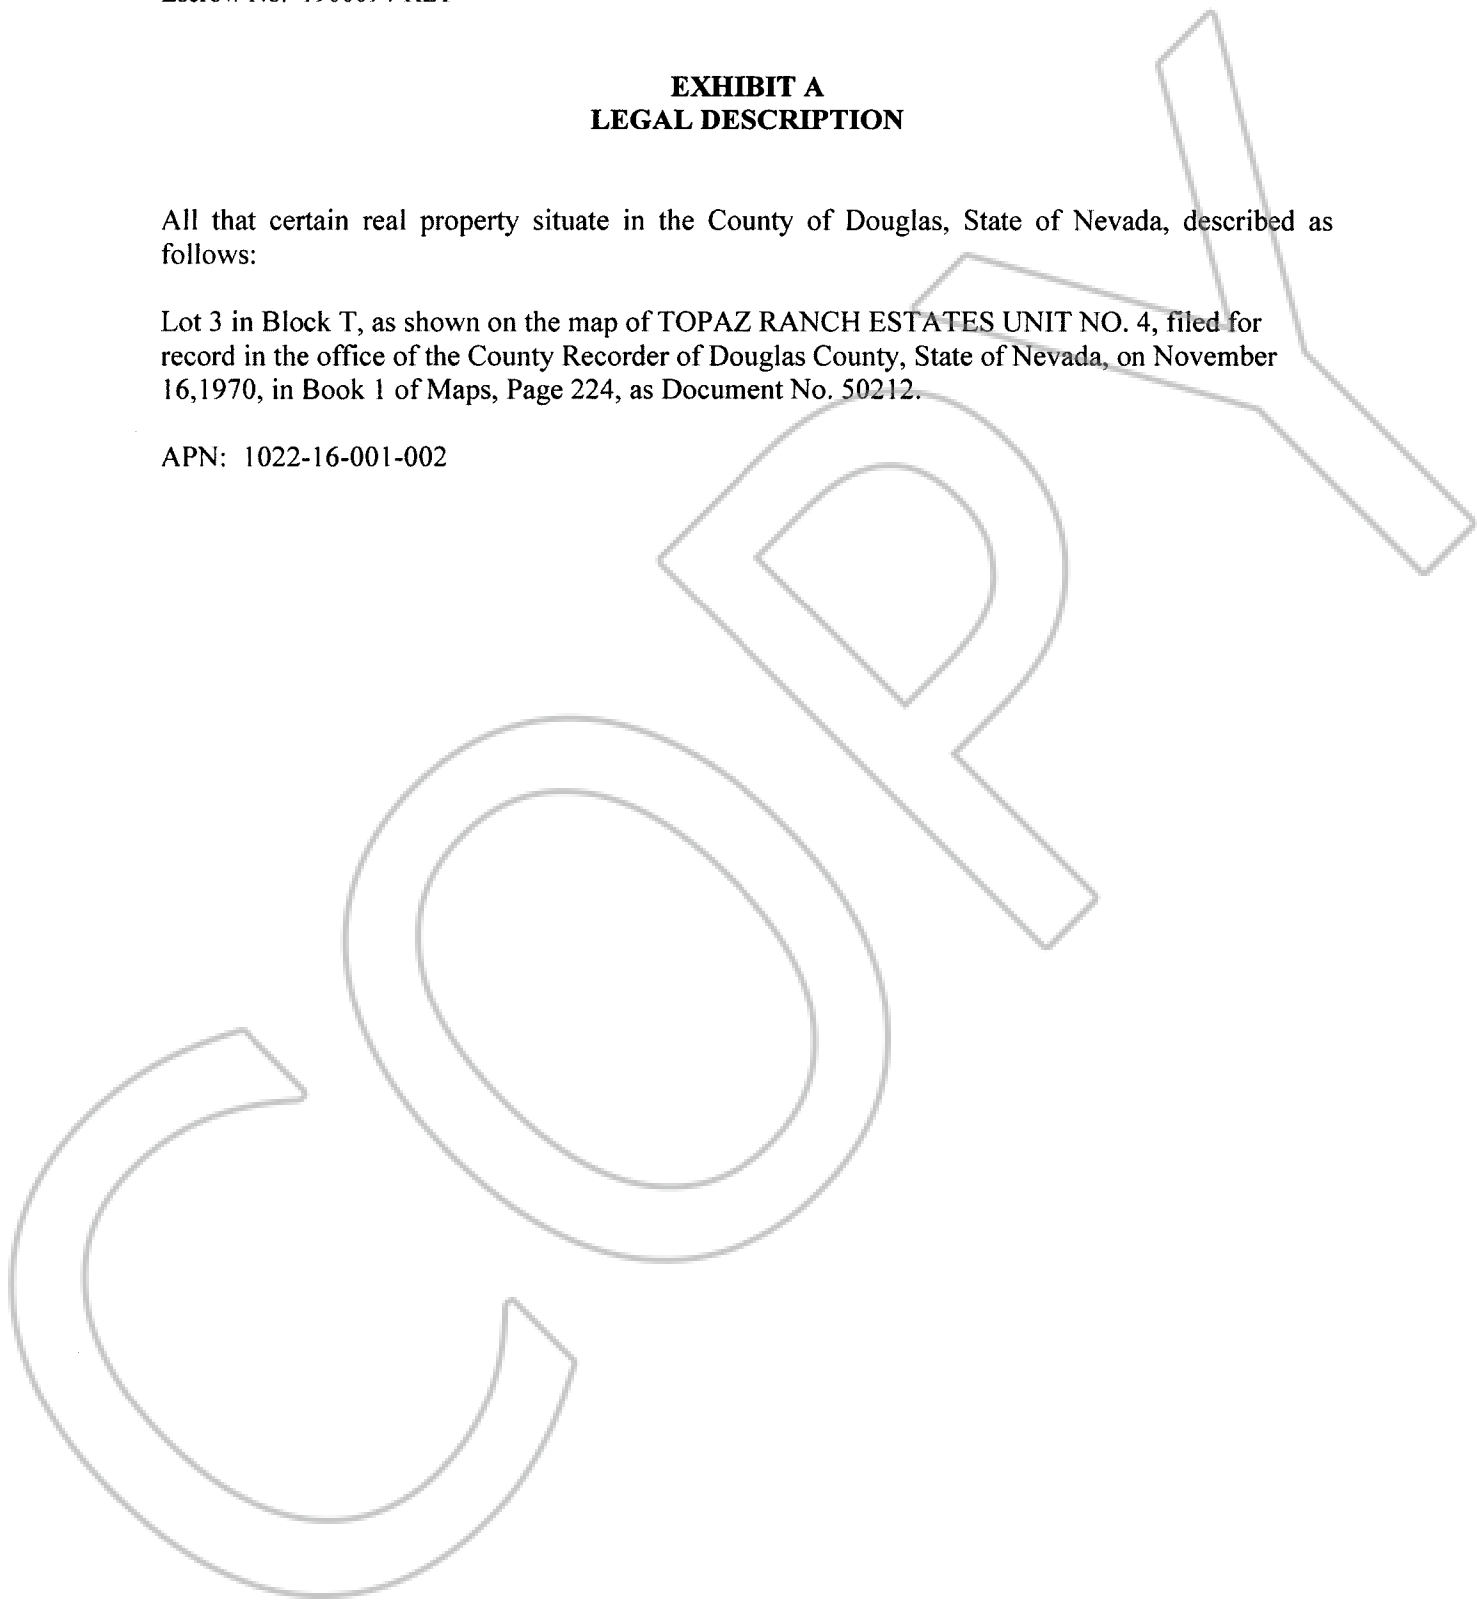 EXHIBIT A
LEGAL DESCRIPTION
All that certain real property situate in the County of Douglas, State of Nevada, described as
follows:
Lot 3 in Block T, as shown on the map of TOPAZ RANCH ESTATES UNIT NO. 4, filed for
record in the office of the County Recorder of Douglas County, State of Nevada, on November
16,1970, in Book 1 of Maps, Page 224, as Document No. 50212.
APN: 1022-16-001-002
COPY